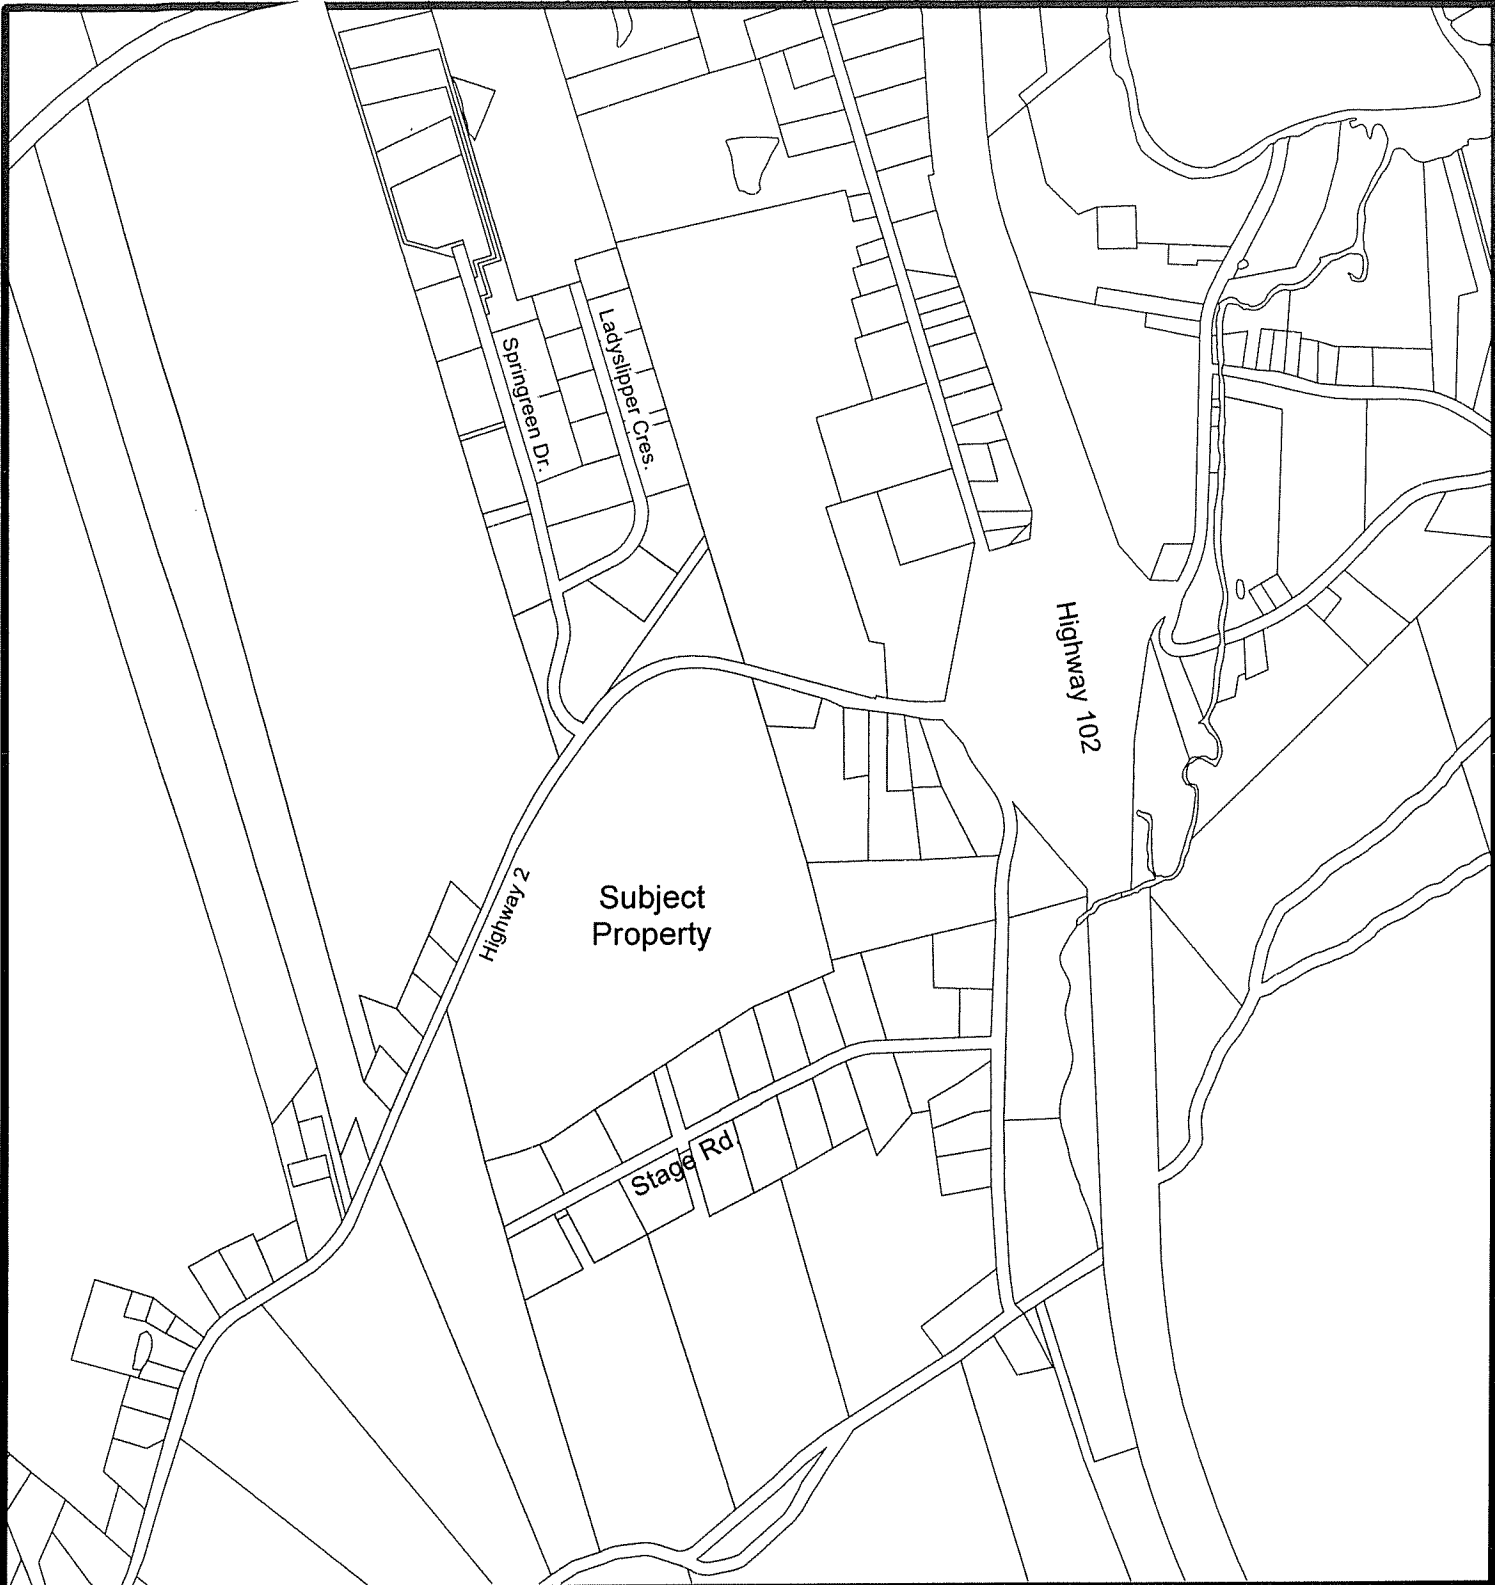 Ladyslipper Cres.
Springreen Dr.
Highway 102
Highway 2
Subject
Property
Stage Rd.